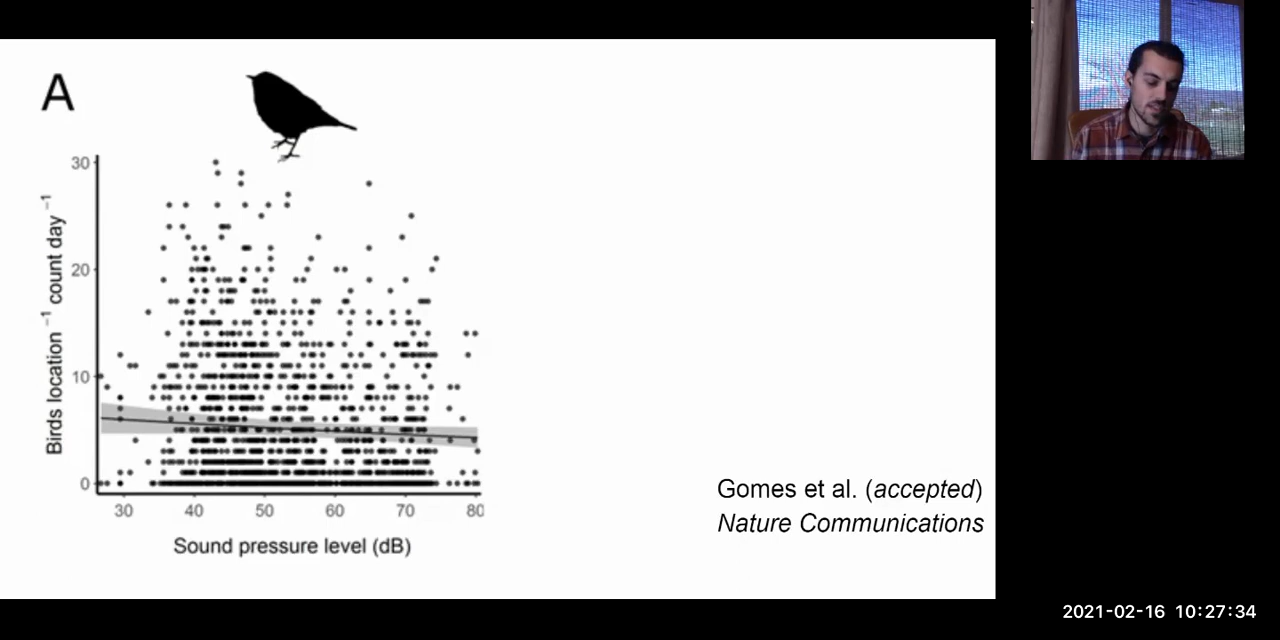 A
30
20
10
0
Birds location ⁻¹ count day ⁻¹
30 40 50 60 70 80
Sound pressure level (dB)
Gomes et al. (accepted)
Nature Communications
2021-02-16 10:27:34